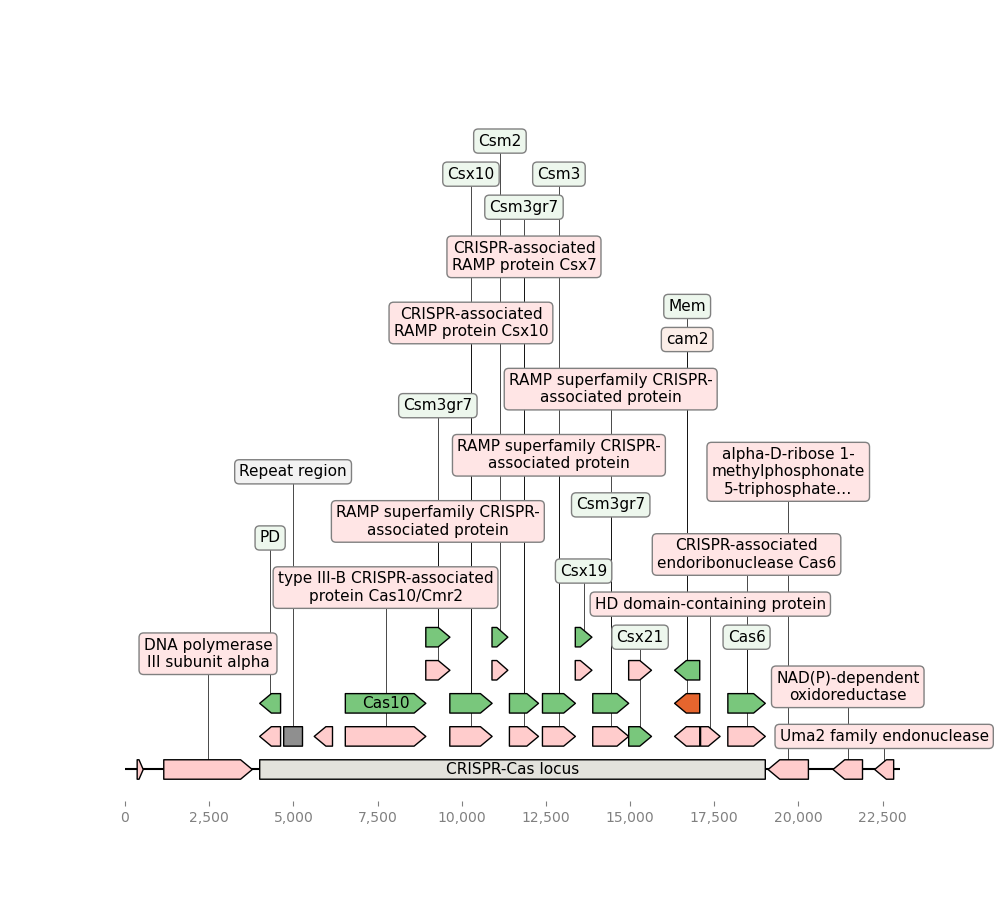 Csm2
Csx10
Csm3
Csm3gr7
CRISPR-associated
RAMP protein Csx7
Mem
CRISPR-associated
RAMP protein Csx10
cam2
RAMP superfamily CRISPR-
associated protein
Csm3gr7
RAMP superfamily CRISPR-
associated protein
alpha-D-ribose 1-
methylphosphonate
5-triphosphate...
Repeat region
Csm3gr7
RAMP superfamily CRISPR-
associated protein
PD
CRISPR-associated
endoribonuclease Cas6
Csx19
type III-B CRISPR-associated
protein Cas10/Cmr2
HD domain-containing protein
Csx21
Cas6
DNA polymerase
III subunit alpha
NAD(P)-dependent
oxidoreductase
Cas10
Uma2 family endonuclease
CRISPR-Cas locus
0
2,500
5,000
7,500
10,000
12,500
15,000
17,500
20,000
22,500